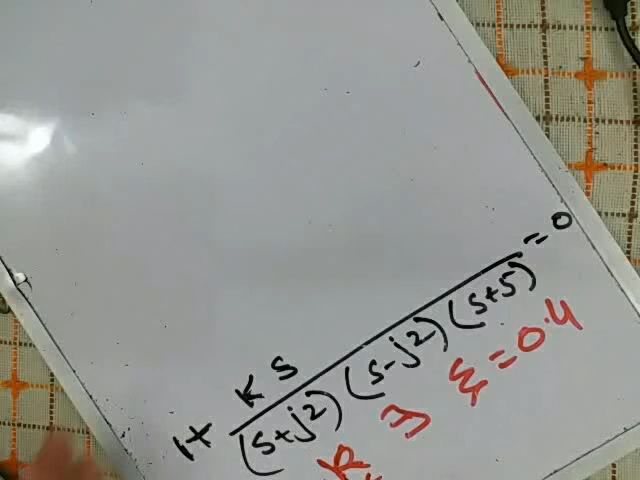 1+ KS / (S+j2)(S-j2)(S+5) = 0
K ∃ ξ = 0.4